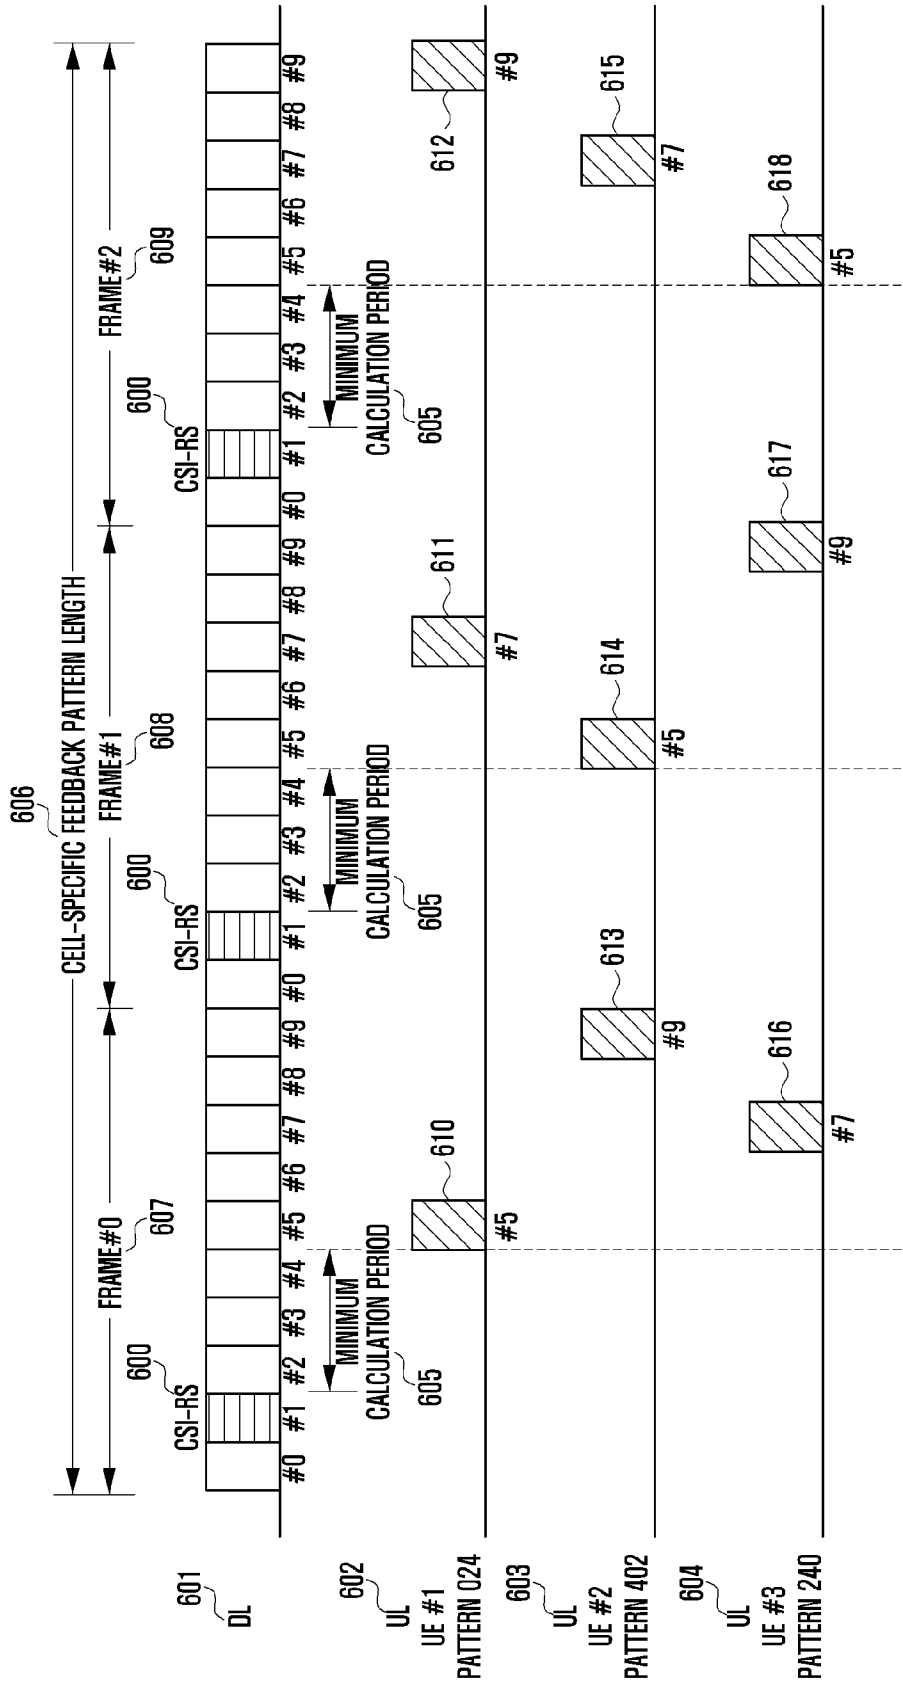 606
CELL-SPECIFIC FEEDBACK PATTERN LENGTH
FRAME#0
607
FRAME#1
608
FRAME#2
609
CSI-RS
600
CSI-RS
600
CSI-RS
600
601
DL
#0
#1
#2
#3
#4
#5
#6
#7
#8
#9
#0
#1
#2
#3
#4
#5
#6
#7
#8
#9
#0
#1
#2
#3
#4
#5
#6
#7
#8
#9
MINIMUM
CALCULATION PERIOD
605
MINIMUM
CALCULATION PERIOD
605
MINIMUM
CALCULATION PERIOD
605
602
UL
UE #1
PATTERN 024
610
#5
611
#7
612
#9
603
UL
UE #2
PATTERN 402
613
#9
614
#5
615
#7
604
UL
UE #3
PATTERN 240
616
#7
617
#9
618
#5